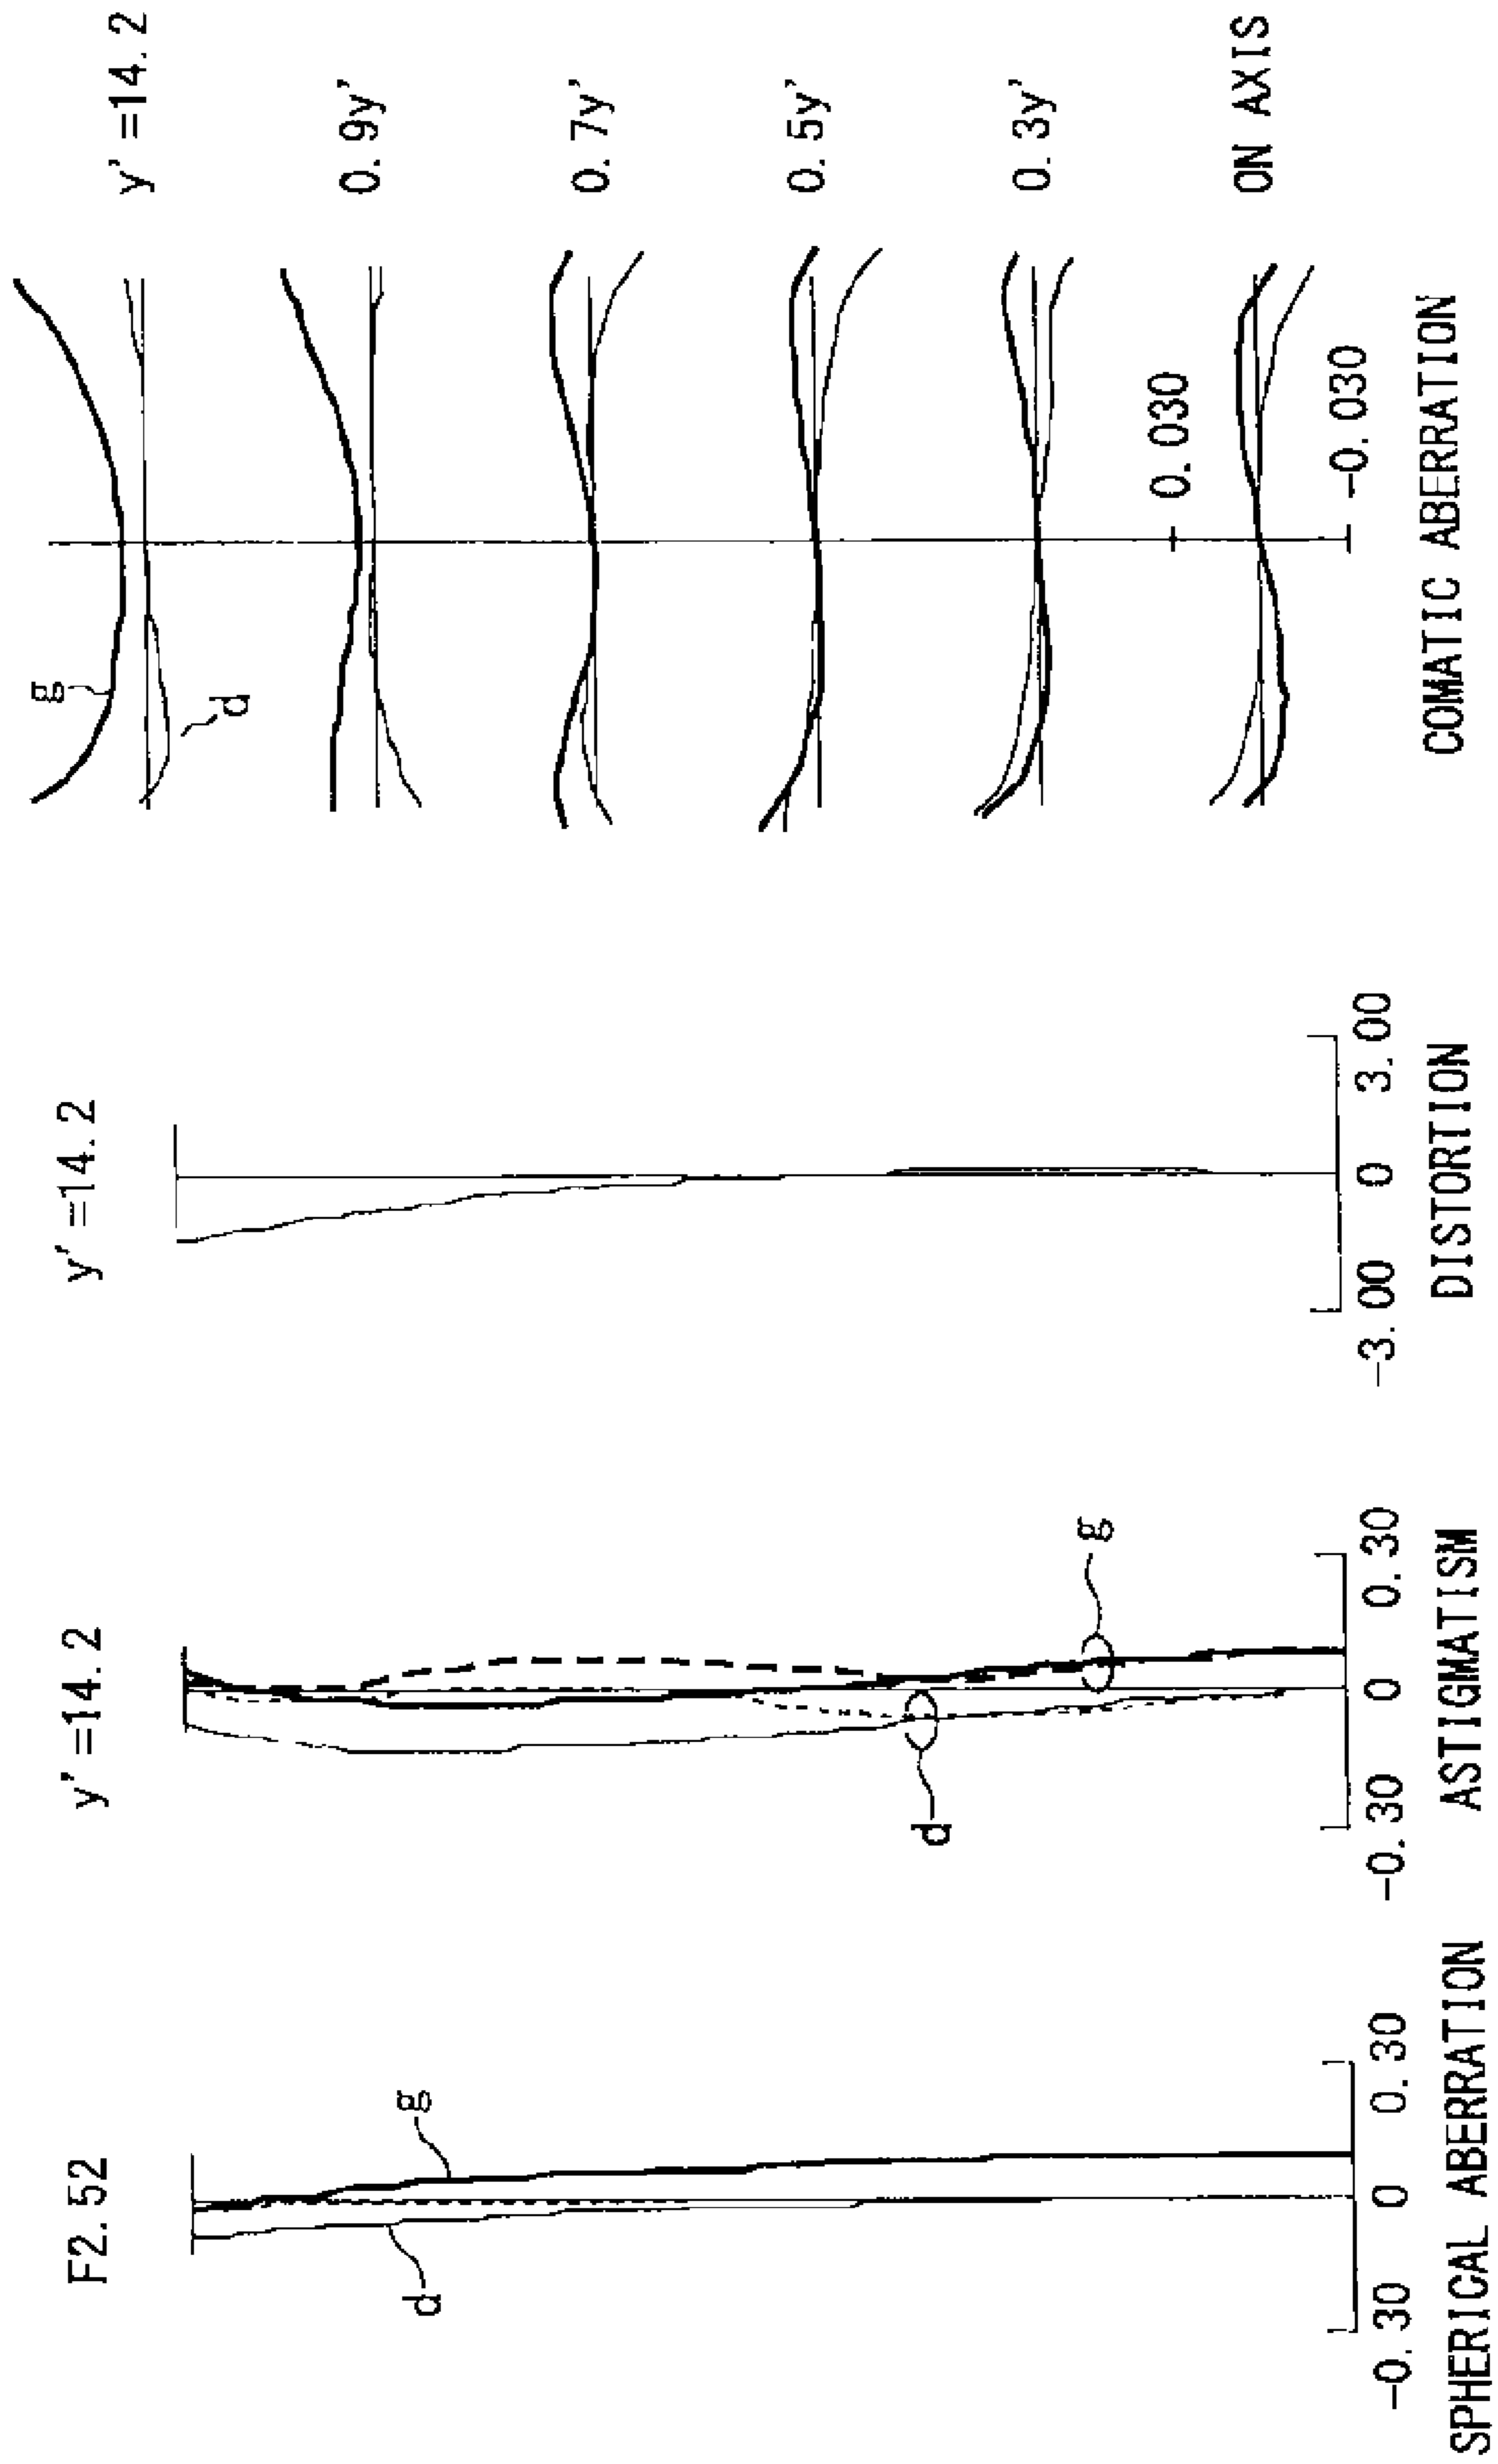 F2.52
g
d
-0.30
0
0.30
SPHERICAL ABERRATION
y'=14.2
g
d
-0.30
0
0.30
ASTIGMATISM
y'=14.2
-3.00
0
3.00
DISTORTION
g
d
y'=14.2
0.9y'
0.7y'
0.5y'
0.3y'
0.030
ON AXIS
-0.030
COMATIC ABERRATION